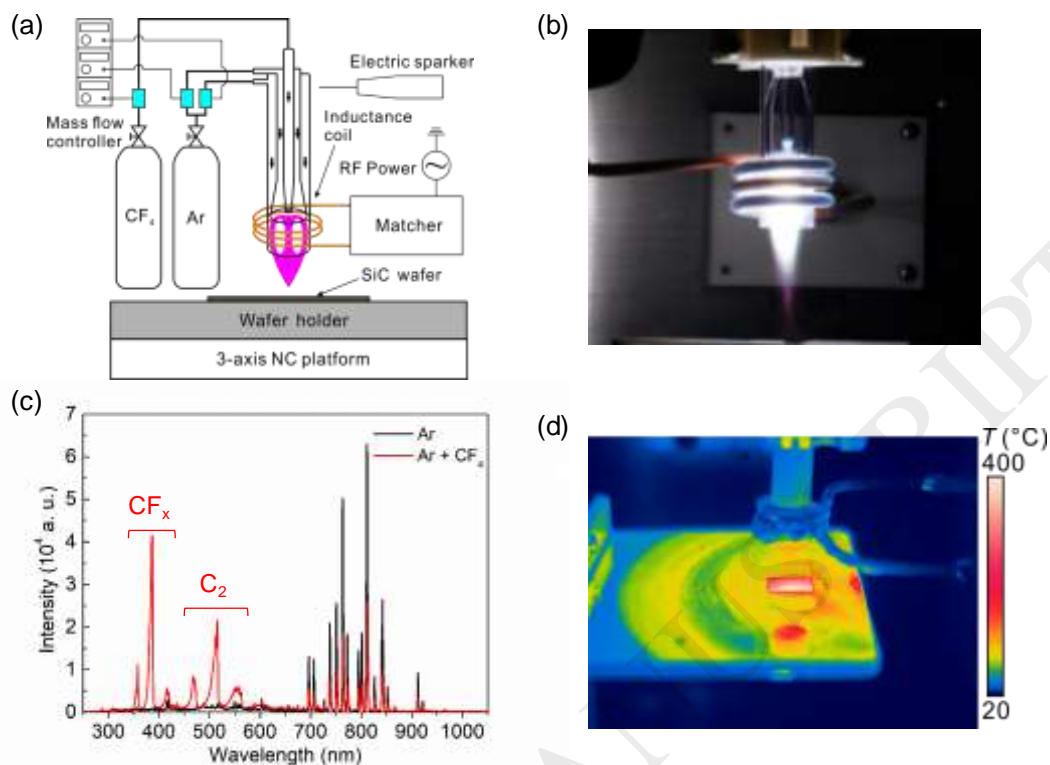 (a)
Electric sparker
Mass flow
controller
Inductance
coil
RF Power
CF₄
Ar
Matcher
SiC wafer
Wafer holder
3-axis NC platform
(b)
(c)
7
6
5
4
3
2
1
0
Intensity (10⁴ a. u.)
Ar
Ar + CF₄
CFₓ
C₂
300 400 500 600 700 800 900 1000
Wavelength (nm)
(d)
T (°C)
400
20